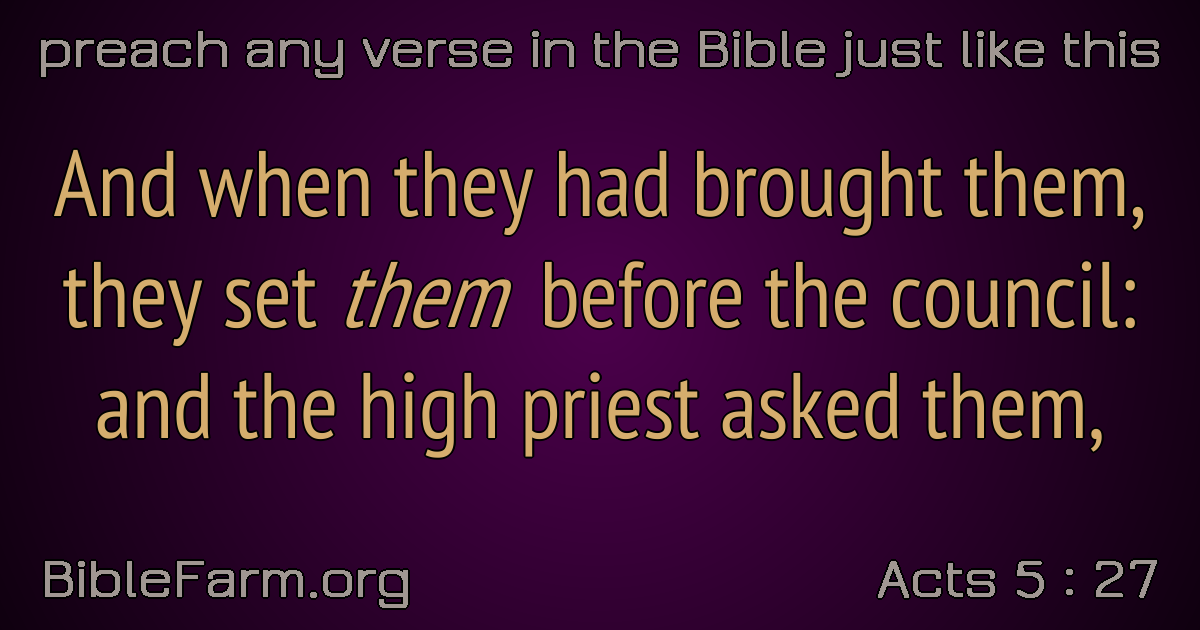 preach any verse in the Bible just like this
And when they had brought them,
they set them before the council:
and the high priest asked them,
BibleFarm.org
Acts 5 : 27